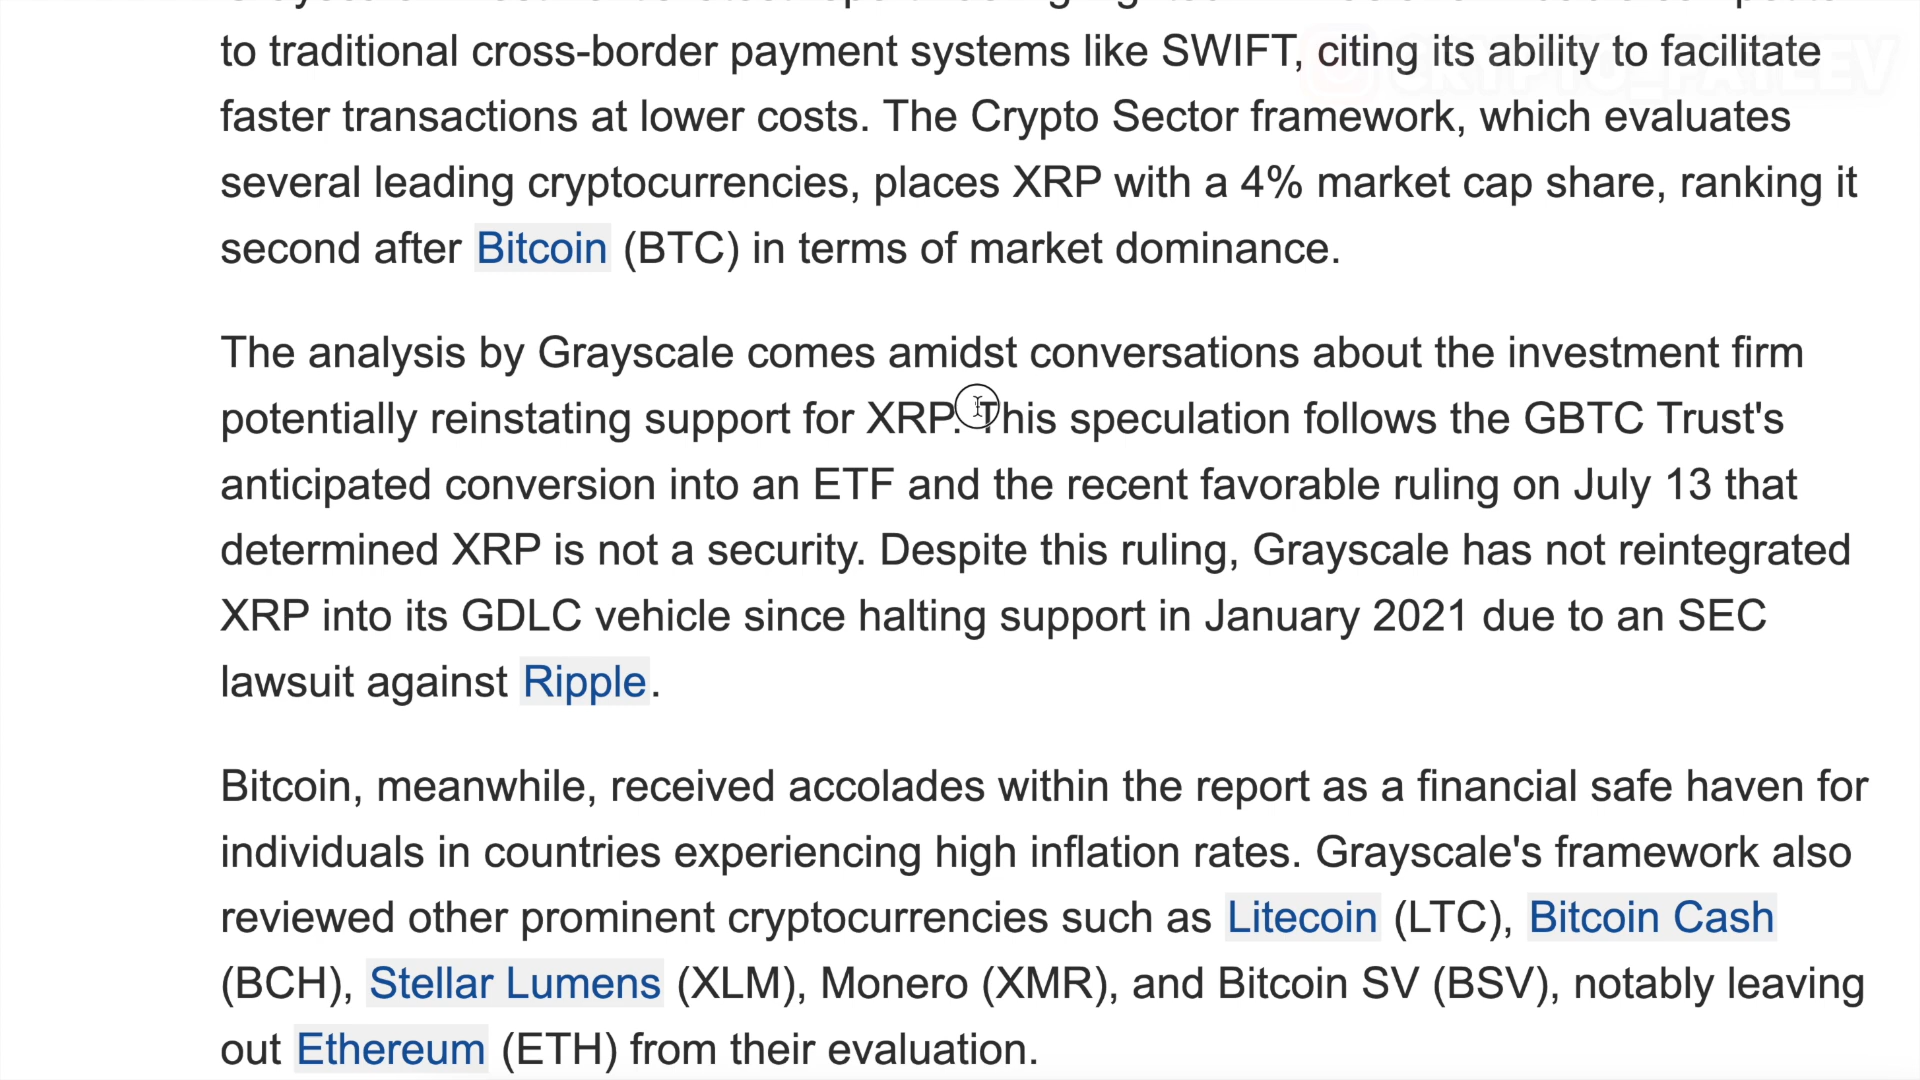 to traditional cross-border payment systems like SWIFT, citing its ability to facilitate
faster transactions at lower costs. The Crypto Sector framework, which evaluates
several leading cryptocurrencies, places XRP with a 4% market cap share, ranking it
second after Bitcoin (BTC) in terms of market dominance.
The analysis by Grayscale comes amidst conversations about the investment firm
potentially reinstating support for XRP. This speculation follows the GBTC Trust's
anticipated conversion into an ETF and the recent favorable ruling on July 13 that
determined XRP is not a security. Despite this ruling, Grayscale has not reintegrated
XRP into its GDLC vehicle since halting support in January 2021 due to an SEC
lawsuit against Ripple.
Bitcoin, meanwhile, received accolades within the report as a financial safe haven for
individuals in countries experiencing high inflation rates. Grayscale's framework also
reviewed other prominent cryptocurrencies such as Litecoin (LTC), Bitcoin Cash
(BCH), Stellar Lumens (XLM), Monero (XMR), and Bitcoin SV (BSV), notably leaving
out Ethereum (ETH) from their evaluation.